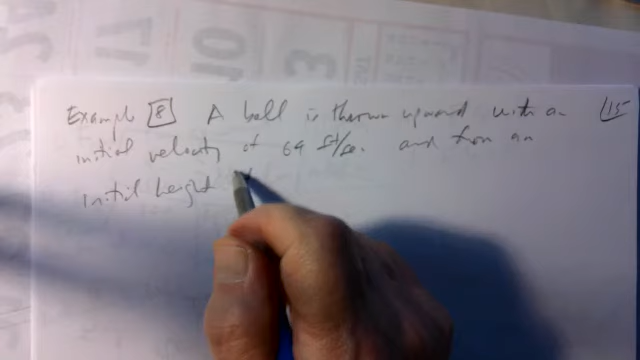 Example 8 A ball is thrown upward with an 15
initial velocity of 64 ft/sec. and from an
initial height